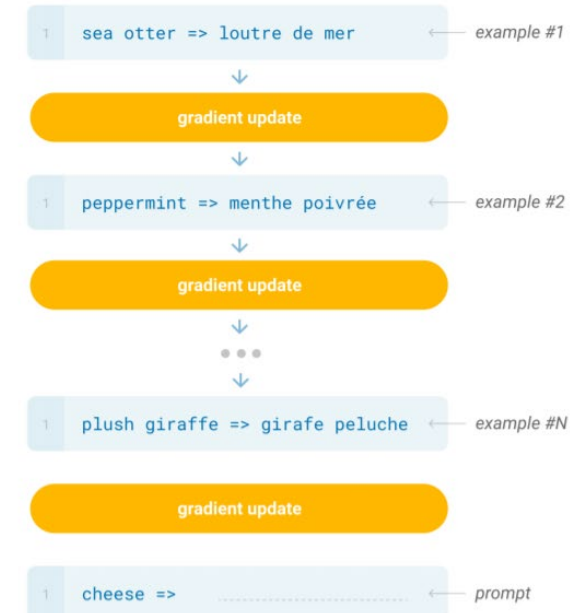 1 sea otter => loutre de mer example #1
gradient update
1 peppermint => menthe poivrée example #2
gradient update
1 plush giraffe => girafe peluche example #N
gradient update
1 cheese => prompt